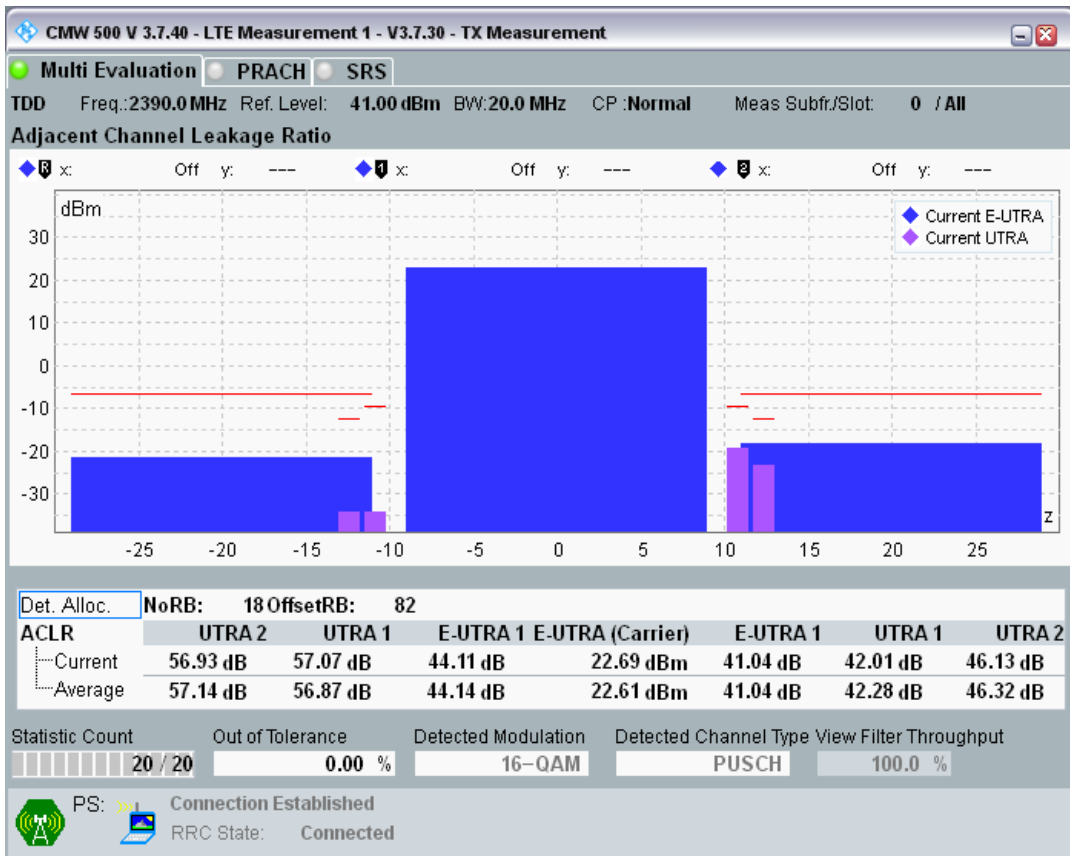 CMW 500 V 3.7.40 - LTE Measurement 1 - V3.7.30 - TX Measurement
Multi Evaluation PRACH SRS
TDD Freq.:2390.0 MHz Ref. Level: 41.00 dBm BW:20.0 MHz CP :Normal Meas Subfr./Slot: 0 / All
Adjacent Channel Leakage Ratio
R x: Off y: --- 1 x: Off y: --- 2 x: Off y: ---
dBm
Current E-UTRA
Current UTRA
30
20
10
0
-10
-20
-30
z
-25 -20 -15 -10 -5 0 5 10 15 20 25
Det. Alloc. NoRB: 18 OffsetRB: 82
ACLR UTRA 2 UTRA 1 E-UTRA 1 E-UTRA (Carrier) E-UTRA 1 UTRA 1 UTRA 2
Current 56.93 dB 57.07 dB 44.11 dB 22.69 dBm 41.04 dB 42.01 dB 46.13 dB
Average 57.14 dB 56.87 dB 44.14 dB 22.61 dBm 41.04 dB 42.28 dB 46.32 dB
Statistic Count Out of Tolerance Detected Modulation Detected Channel Type View Filter Throughput
20 / 20 0.00 % 16-QAM PUSCH 100.0 %
PS: Connection Established
RRC State: Connected